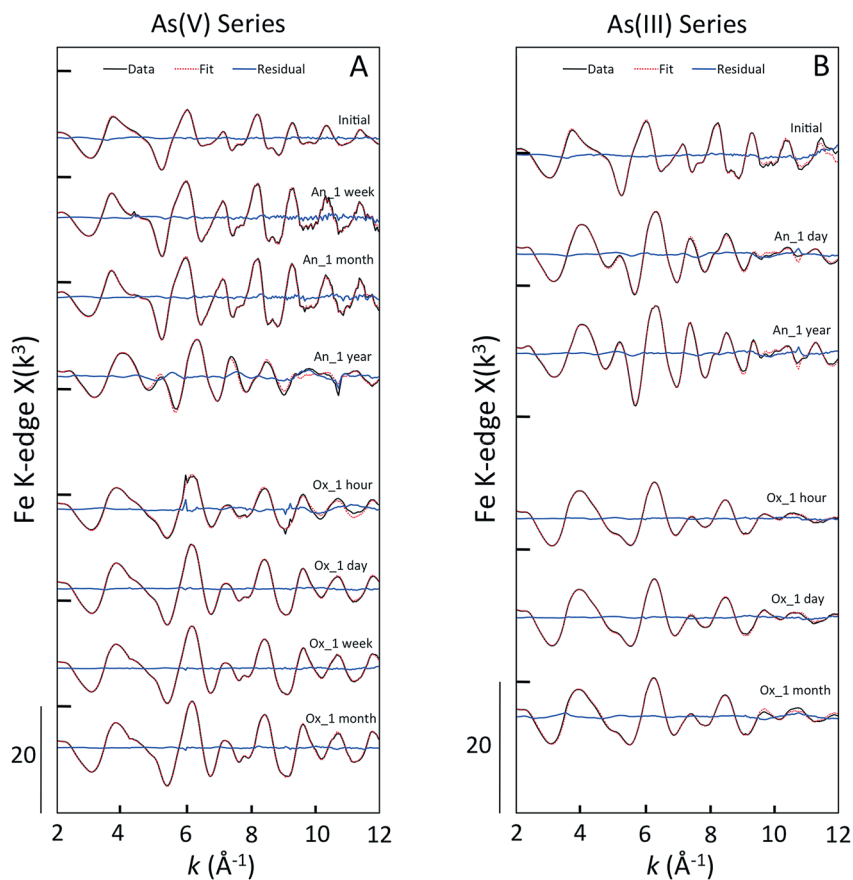 As(V) Series
As(III) Series
Data Fit Residual A
Data Fit Residual B
Initial
An_1 week
An_1 month
An_1 year
Ox_1 hour
Ox_1 day
Ox_1 week
Ox_1 month
Initial
An_1 day
An_1 year
Ox_1 hour
Ox_1 day
Ox_1 month
Fe K-edge X(k³)
Fe K-edge X(k³)
20
20
2 4 6 8 10 12
2 4 6 8 10 12
k (Å⁻¹)
k (Å⁻¹)